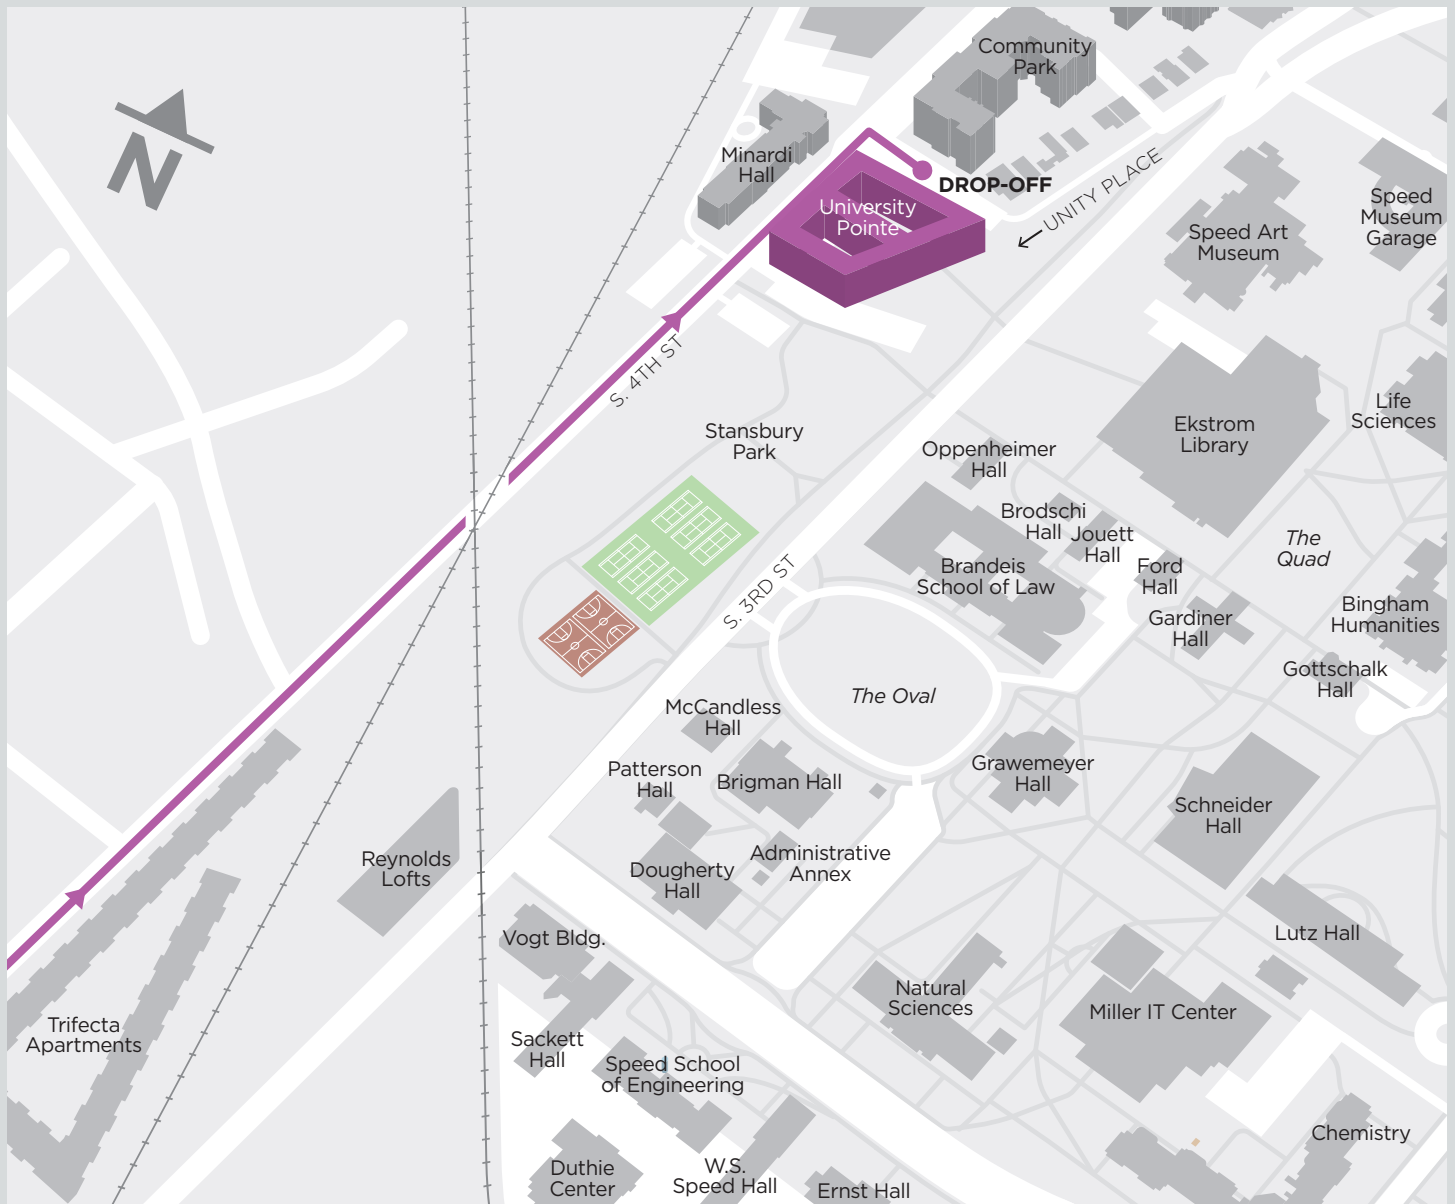 N
Community
Park
Minardi
Hall
DROP-OFF
University
Pointe
← UNITY PLACE
Speed Art
Museum
Speed
Museum
Garage
S. 4TH ST
Stansbury
Park
Oppenheimer
Hall
Ekstrom
Library
Life
Sciences
Brodschi
Hall
Jouett
Hall
The
Quad
Brandeis
School of Law
Ford
Hall
S. 3RD ST
Gardiner
Hall
Bingham
Humanities
Gottschalk
Hall
The Oval
McCandless
Hall
Patterson
Hall
Brigman Hall
Grawemeyer
Hall
Schneider
Hall
Reynolds
Lofts
Administrative
Annex
Dougherty
Hall
Vogt Bldg.
Lutz Hall
Natural
Sciences
Miller IT Center
Trifecta
Apartments
Sackett
Hall
Speed School
of Engineering
Chemistry
Duthie
Center
W.S.
Speed Hall
Ernst Hall